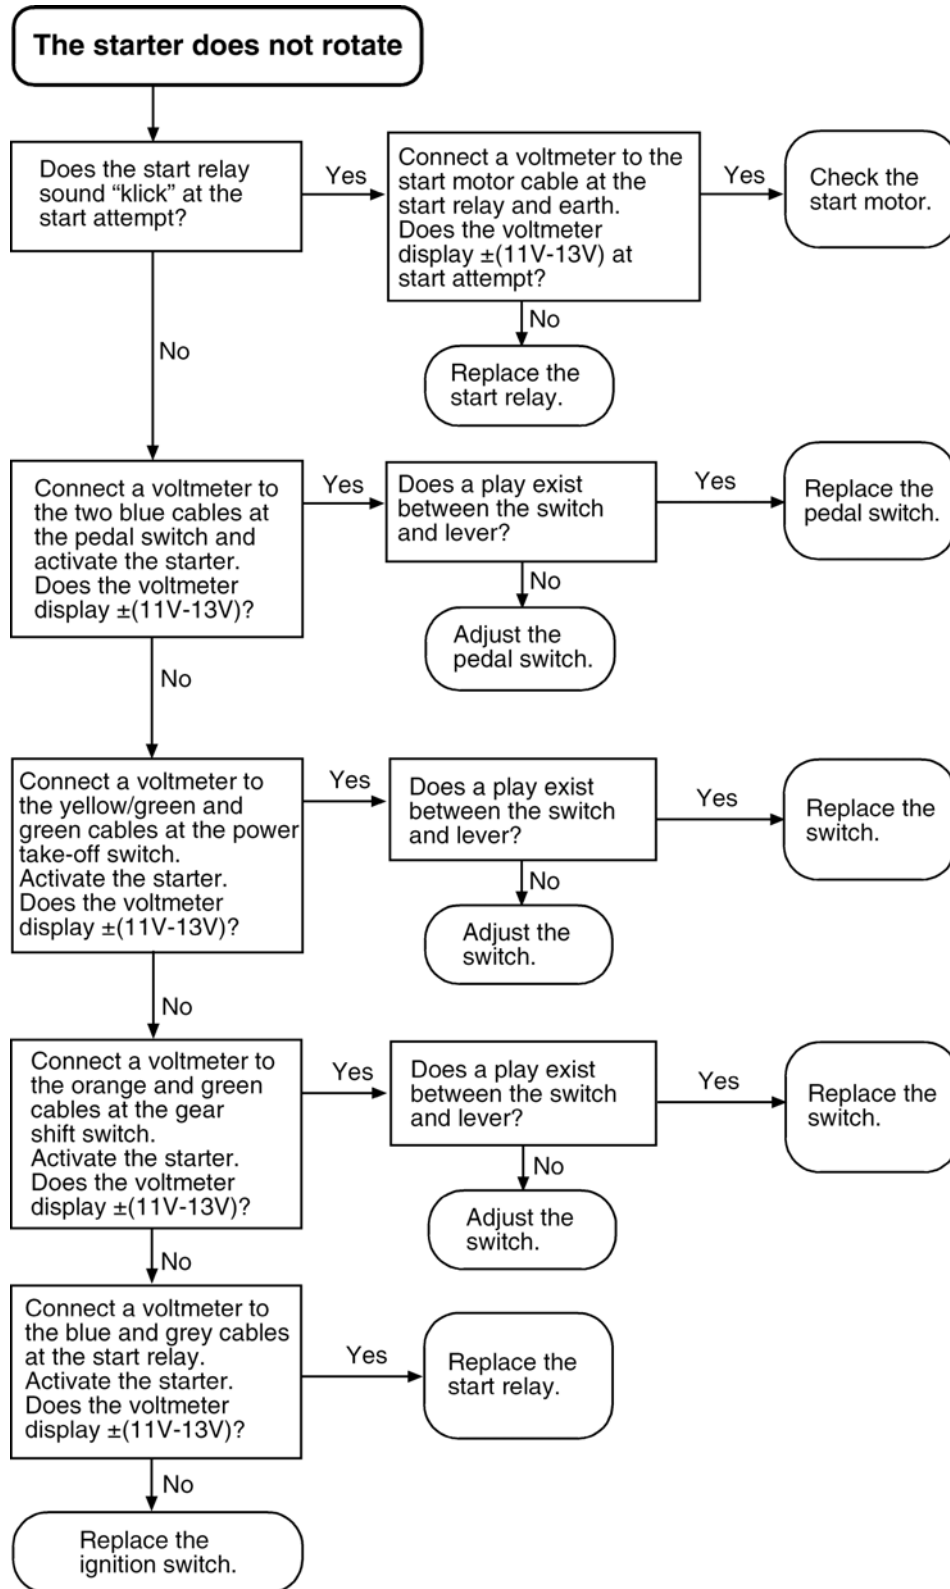 The starter does not rotate
Does the start relay
sound “klick” at the
start attempt?
Yes
Connect a voltmeter to the
start motor cable at the
start relay and earth.
Does the voltmeter
display ±(11V-13V) at
start attempt?
Yes
Check the
start motor.
No
Replace the
start relay.
No
Connect a voltmeter to
the two blue cables at
the pedal switch and
activate the starter.
Does the voltmeter
display ±(11V-13V)?
Yes
Does a play exist
between the switch
and lever?
Yes
Replace the
pedal switch.
No
Adjust the
pedal switch.
No
Connect a voltmeter to
the yellow/green and
green cables at the power
take-off switch.
Activate the starter.
Does the voltmeter
display ±(11V-13V)?
Yes
Does a play exist
between the switch
and lever?
Yes
Replace the
switch.
No
Adjust the
switch.
No
Connect a voltmeter to
the orange and green
cables at the gear
shift switch.
Activate the starter.
Does the voltmeter
display ±(11V-13V)?
Yes
Does a play exist
between the switch
and lever?
Yes
Replace the
switch.
No
Adjust the
switch.
No
Connect a voltmeter to
the blue and grey cables
at the start relay.
Activate the starter.
Does the voltmeter
display ±(11V-13V)?
Yes
Replace the
start relay.
No
Replace the
ignition switch.